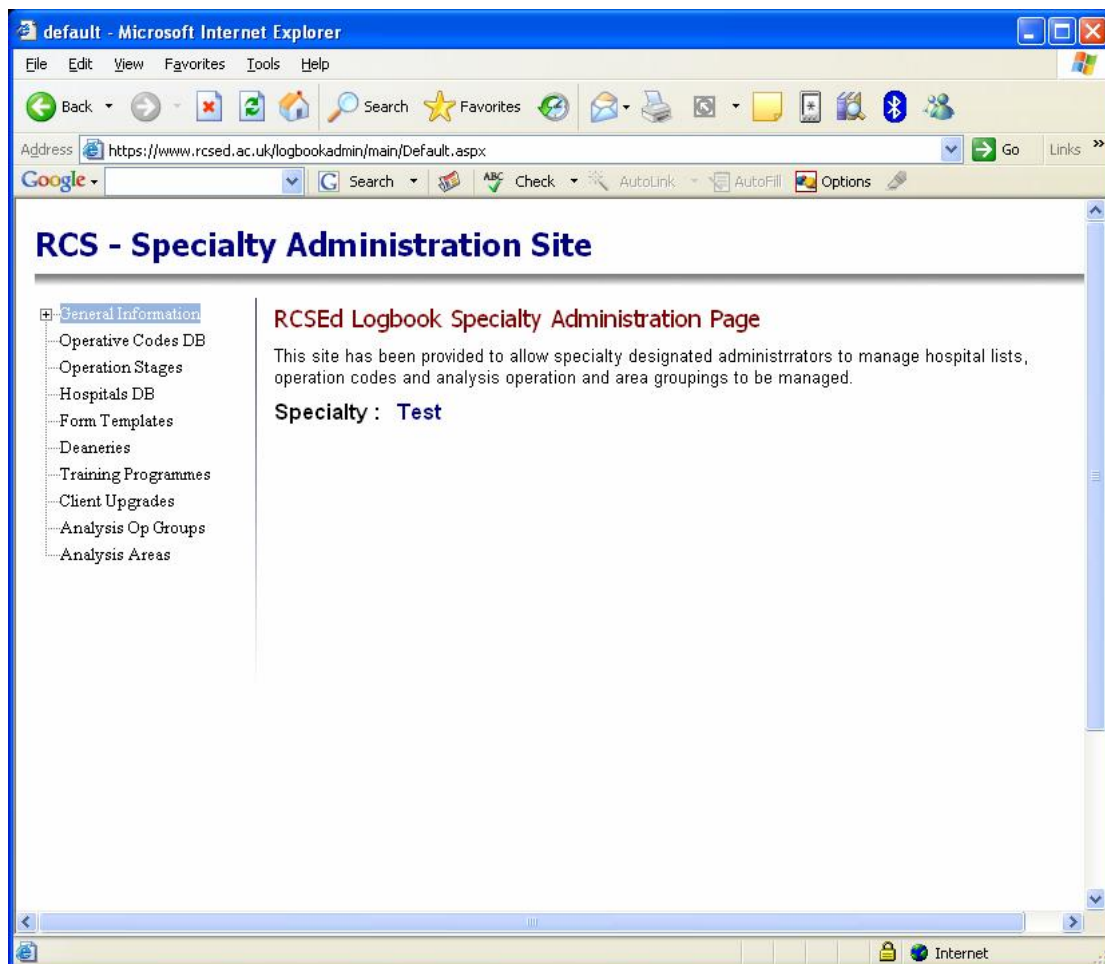 default - Microsoft Internet Explorer
File Edit View Favorites Tools Help
Back Search Favorites
Address https://www.rcsed.ac.uk/logbookadmin/main/Default.aspx Go Links »
Google Search ABC Check AutoLink AutoFill Options
RCS - Specialty Administration Site
General Information
Operative Codes DB
Operation Stages
Hospitals DB
Form Templates
Deaneries
Training Programmes
Client Upgrades
Analysis Op Groups
Analysis Areas
RCSEd Logbook Specialty Administration Page
This site has been provided to allow specialty designated administrrators to manage hospital lists,
operation codes and analysis operation and area groupings to be managed.
Specialty : Test
Internet